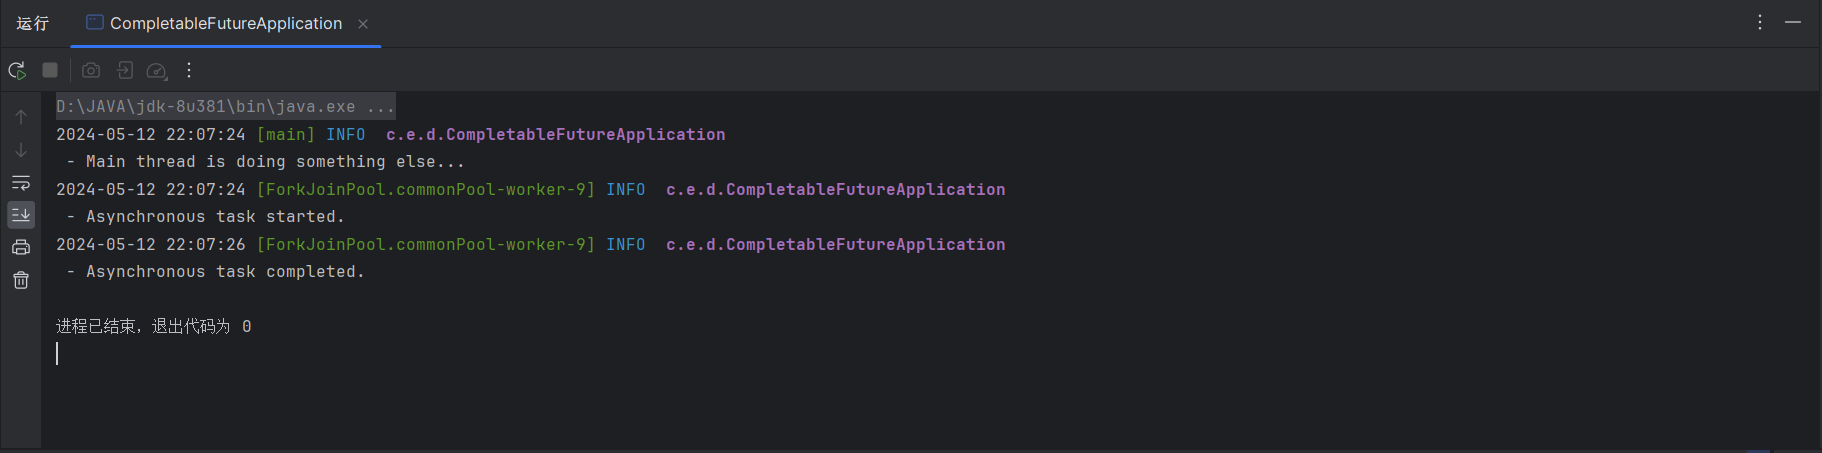 运行 CompletableFutureApplication
D:\JAVA\jdk-8u381\bin\java.exe ...
2024-05-12 22:07:24 [main] INFO  c.e.d.CompletableFutureApplication
 - Main thread is doing something else...
2024-05-12 22:07:24 [ForkJoinPool.commonPool-worker-9] INFO  c.e.d.CompletableFutureApplication
 - Asynchronous task started.
2024-05-12 22:07:26 [ForkJoinPool.commonPool-worker-9] INFO  c.e.d.CompletableFutureApplication
 - Asynchronous task completed.
进程已结束，退出代码为 0